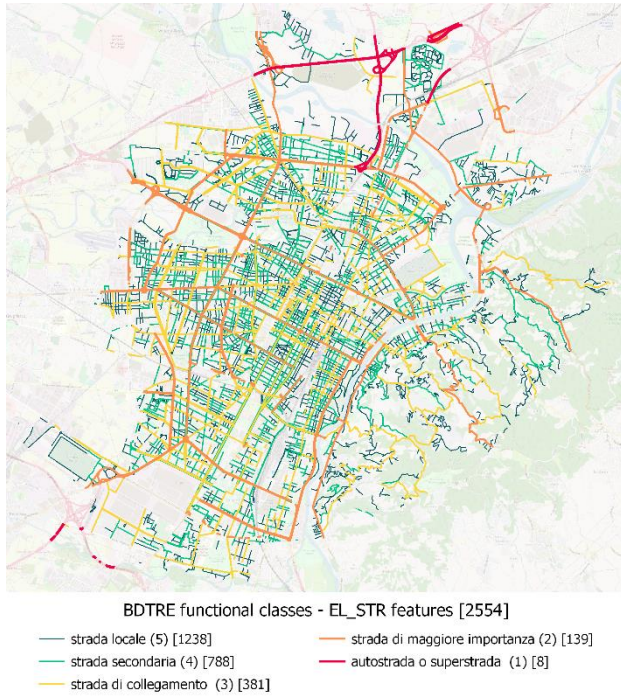 BDTRE functional classes - EL_STR features [2554]
strada locale (5) [1238]
strada secondaria (4) [788]
strada di collegamento (3) [381]
strada di maggiore importanza (2) [139]
autostrada o superstrada (1) [8]